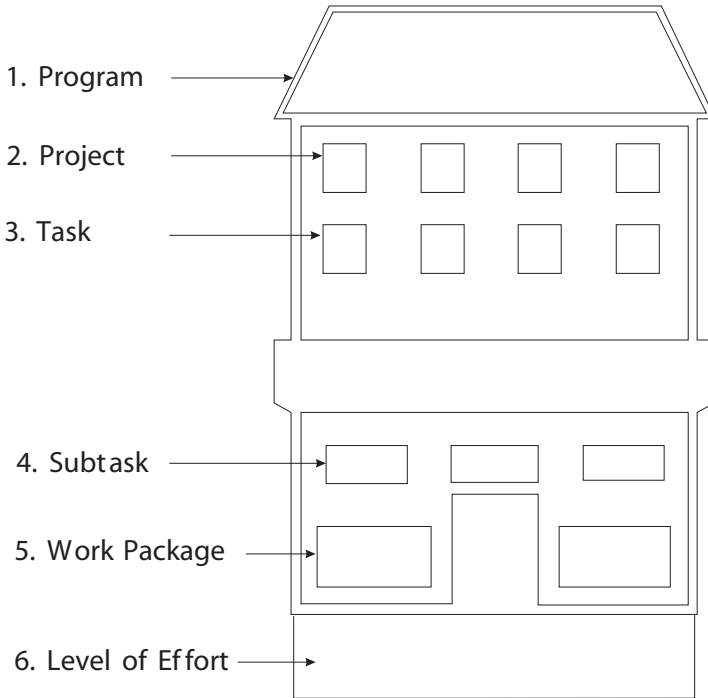 1. Program
2. Project
3. Task
4. Subtask
5. Work Package
6. Level of Effort